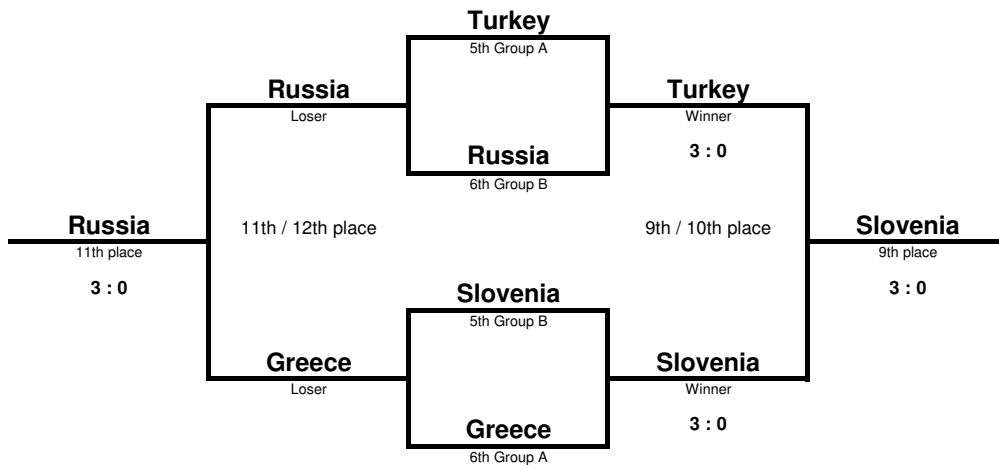 Turkey
5th Group A
Russia
Loser
Turkey
Winner
3 : 0
Russia
6th Group B
Russia
11th place
3 : 0
11th / 12th place
9th / 10th place
Slovenia
9th place
3 : 0
Slovenia
5th Group B
Greece
Loser
Slovenia
Winner
3 : 0
Greece
6th Group A